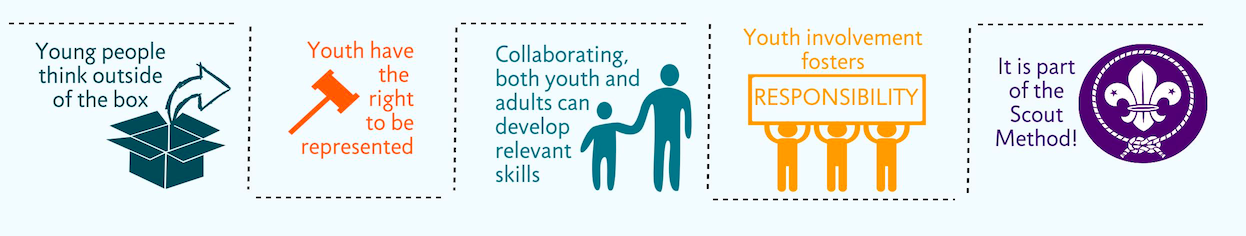 Young people
think outside
of the box
Youth have
the
right
to be
represented
Collaborating,
both youth and
adults can
develop
relevant
skills
Youth involvement
fosters
RESPONSIBILITY
It is part
of the
Scout
Method!